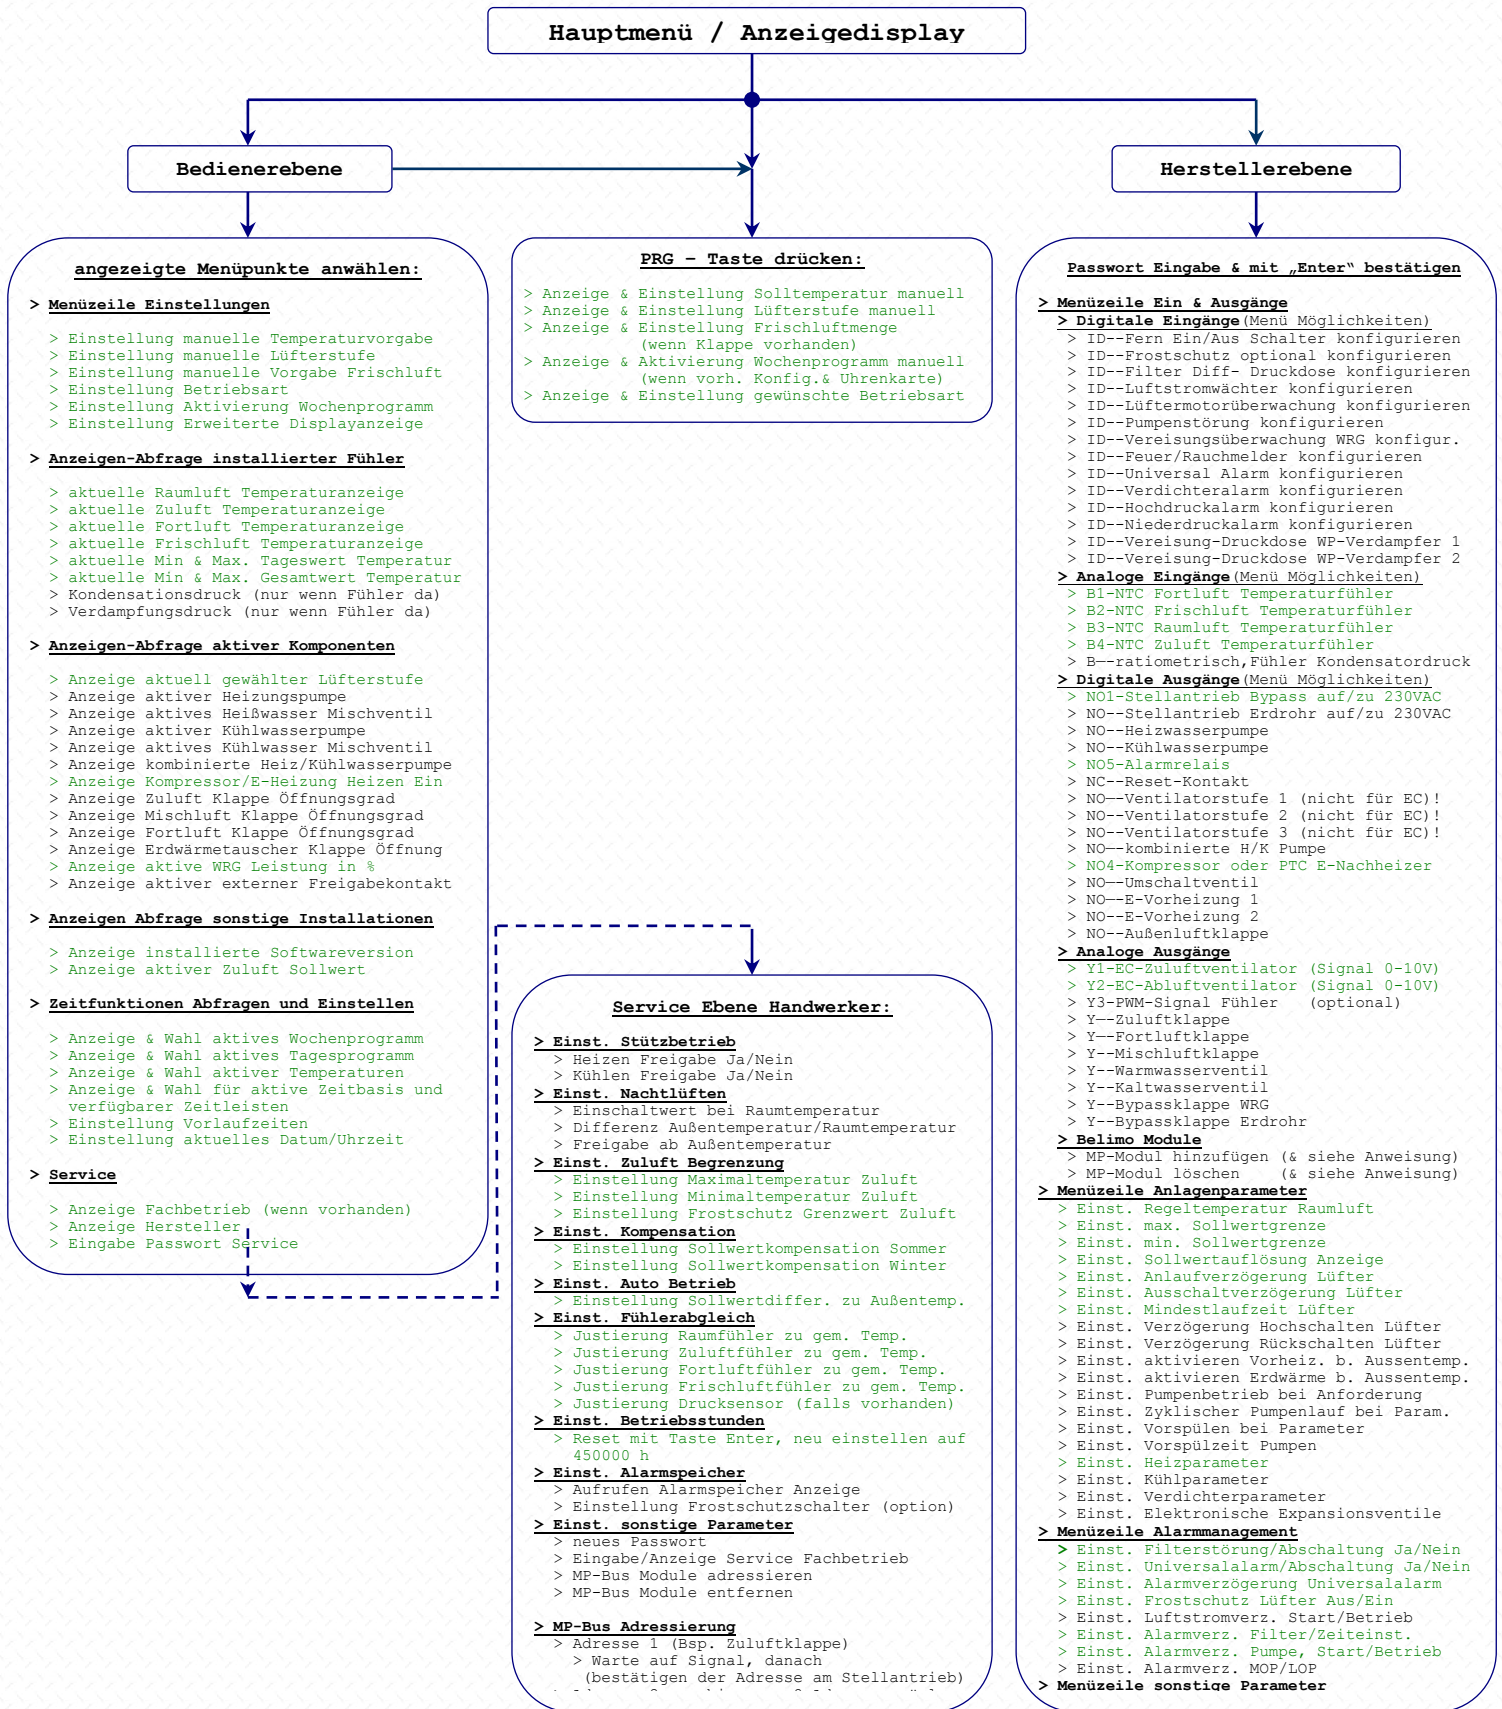 Hauptmenü / Anzeigedisplay
Bedienerebene
Herstellerebene
angezeigte Menüpunkte anwählen:
> Menüzeile Einstellungen
> Einstellung manuelle Temperaturvorgabe
> Einstellung manuelle Lüfterstufe
> Einstellung manuelle Vorgabe Frischluft
> Einstellung Betriebsart
> Einstellung Aktivierung Wochenprogramm
> Einstellung Erweiterte Displayanzeige
> Anzeigen-Abfrage installierter Fühler
> aktuelle Raumluft Temperaturanzeige
> aktuelle Zuluft Temperaturanzeige
> aktuelle Fortluft Temperaturanzeige
> aktuelle Frischluft Temperaturanzeige
> aktuelle Min & Max. Tageswert Temperatur
> aktuelle Min & Max. Gesamtwert Temperatur
> Kondensationsdruck (nur wenn Fühler da)
> Verdampfungsdruck (nur wenn Fühler da)
> Anzeigen-Abfrage aktiver Komponenten
> Anzeige aktuell gewählter Lüfterstufe
> Anzeige aktiver Heizungspumpe
> Anzeige aktives Heißwasser Mischventil
> Anzeige aktiver Kühlwasserpumpe
> Anzeige aktives Kühlwasser Mischventil
> Anzeige kombinierte Heiz/Kühlwasserpumpe
> Anzeige Kompressor/E-Heizung Heizen Ein
> Anzeige Zuluft Klappe Öffnungsgrad
> Anzeige Mischluft Klappe Öffnungsgrad
> Anzeige Fortluft Klappe Öffnungsgrad
> Anzeige Erdwärmetauscher Klappe Öffnung
> Anzeige aktive WRG Leistung in %
> Anzeige aktiver externer Freigabekontakt
> Anzeigen Abfrage sonstige Installationen
> Anzeige installierte Softwareversion
> Anzeige aktiver Zuluft Sollwert
> Zeitfunktionen Abfragen und Einstellen
> Anzeige & Wahl aktives Wochenprogramm
> Anzeige & Wahl aktives Tagesprogramm
> Anzeige & Wahl aktiver Temperaturen
> Anzeige & Wahl für aktive Zeitbasis und
verfügbarer Zeitleisten
> Einstellung Vorlaufzeiten
> Einstellung aktuelles Datum/Uhrzeit
> Service
> Anzeige Fachbetrieb (wenn vorhanden)
> Anzeige Hersteller
> Eingabe Passwort Service
PRG – Taste drücken:
> Anzeige & Einstellung Solltemperatur manuell
> Anzeige & Einstellung Lüfterstufe manuell
> Anzeige & Einstellung Frischluftmenge
(wenn Klappe vorhanden)
> Anzeige & Aktivierung Wochenprogramm manuell
(wenn vorh. Konfig.& Uhrenkarte)
> Anzeige & Einstellung gewünschte Betriebsart
Service Ebene Handwerker:
> Einst. Stützbetrieb
> Heizen Freigabe Ja/Nein
> Kühlen Freigabe Ja/Nein
> Einst. Nachtlüften
> Einschaltwert bei Raumtemperatur
> Differenz Außentemperatur/Raumtemperatur
> Freigabe ab Außentemperatur
> Einst. Zuluft Begrenzung
> Einstellung Maximaltemperatur Zuluft
> Einstellung Minimaltemperatur Zuluft
> Einstellung Frostschutz Grenzwert Zuluft
> Einst. Kompensation
> Einstellung Sollwertkompensation Sommer
> Einstellung Sollwertkompensation Winter
> Einst. Auto Betrieb
> Einstellung Sollwertdiffer. zu Außentemp.
> Einst. Fühlerabgleich
> Justierung Raumfühler zu gem. Temp.
> Justierung Zuluftfühler zu gem. Temp.
> Justierung Fortluftfühler zu gem. Temp.
> Justierung Frischluftfühler zu gem. Temp.
> Justierung Drucksensor (falls vorhanden)
> Einst. Betriebsstunden
> Reset mit Taste Enter, neu einstellen auf
450000 h
> Einst. Alarmspeicher
> Aufrufen Alarmspeicher Anzeige
> Einstellung Frostschutzschalter (option)
> Einst. sonstige Parameter
> neues Passwort
> Eingabe/Anzeige Service Fachbetrieb
> MP-Bus Module adressieren
> MP-Bus Module entfernen
> MP-Bus Adressierung
> Adresse 1 (Bsp. Zuluftklappe)
> Warte auf Signal, danach
(bestätigen der Adresse am Stellantrieb)
Passwort Eingabe & mit „Enter“ bestätigen
> Menüzeile Ein & Ausgänge
> Digitale Eingänge(Menü Möglichkeiten)
> ID--Fern Ein/Aus Schalter konfigurieren
> ID--Frostschutz optional konfigurieren
> ID--Filter Diff- Druckdose konfigurieren
> ID--Luftstromwächter konfigurieren
> ID--Lüftermotorüberwachung konfigurieren
> ID--Pumpenstörung konfigurieren
> ID--Vereisungsüberwachung WRG konfigur.
> ID--Feuer/Rauchmelder konfigurieren
> ID--Universal Alarm konfigurieren
> ID--Verdichteralarm konfigurieren
> ID--Hochdruckalarm konfigurieren
> ID--Niederdruckalarm konfigurieren
> ID--Vereisung-Druckdose WP-Verdampfer 1
> ID--Vereisung-Druckdose WP-Verdampfer 2
> Analoge Eingänge(Menü Möglichkeiten)
> B1-NTC Fortluft Temperaturfühler
> B2-NTC Frischluft Temperaturfühler
> B3-NTC Raumluft Temperaturfühler
> B4-NTC Zuluft Temperaturfühler
> B—-ratiometrisch,Fühler Kondensatordruck
> Digitale Ausgänge(Menü Möglichkeiten)
> NO1-Stellantrieb Bypass auf/zu 230VAC
> NO--Stellantrieb Erdrohr auf/zu 230VAC
> NO--Heizwasserpumpe
> NO--Kühlwasserpumpe
> NO5-Alarmrelais
> NC--Reset-Kontakt
> NO—-Ventilatorstufe 1 (nicht für EC)!
> NO—-Ventilatorstufe 2 (nicht für EC)!
> NO—-Ventilatorstufe 3 (nicht für EC)!
> NO—-kombinierte H/K Pumpe
> NO4-Kompressor oder PTC E-Nachheizer
> NO—-Umschaltventil
> NO—-E-Vorheizung 1
> NO—-E-Vorheizung 2
> NO--Außenluftklappe
> Analoge Ausgänge
> Y1-EC-Zuluftventilator (Signal 0-10V)
> Y2-EC-Abluftventilator (Signal 0-10V)
> Y3-PWM-Signal Fühler (optional)
> Y—-Zuluftklappe
> Y—-Fortluftklappe
> Y--Mischluftklappe
> Y--Warmwasserventil
> Y--Kaltwasserventil
> Y--Bypassklappe WRG
> Y--Bypassklappe Erdrohr
> Belimo Module
> MP-Modul hinzufügen (& siehe Anweisung)
> MP-Modul löschen (& siehe Anweisung)
> Menüzeile Anlagenparameter
> Einst. Regeltemperatur Raumluft
> Einst. max. Sollwertgrenze
> Einst. min. Sollwertgrenze
> Einst. Sollwertauflösung Anzeige
> Einst. Anlaufverzögerung Lüfter
> Einst. Ausschaltverzögerung Lüfter
> Einst. Mindestlaufzeit Lüfter
> Einst. Verzögerung Hochschalten Lüfter
> Einst. Verzögerung Rückschalten Lüfter
> Einst. aktivieren Vorheiz. b. Aussentemp.
> Einst. aktivieren Erdwärme b. Aussentemp.
> Einst. Pumpenbetrieb bei Anforderung
> Einst. Zyklischer Pumpenlauf bei Param.
> Einst. Vorspülen bei Parameter
> Einst. Vorspülzeit Pumpen
> Einst. Heizparameter
> Einst. Kühlparameter
> Einst. Verdichterparameter
> Einst. Elektronische Expansionsventile
> Menüzeile Alarmmanagement
> Einst. Filterstörung/Abschaltung Ja/Nein
> Einst. Universalalarm/Abschaltung Ja/Nein
> Einst. Alarmverzögerung Universalalarm
> Einst. Frostschutz Lüfter Aus/Ein
> Einst. Luftstromverz. Start/Betrieb
> Einst. Alarmverz. Filter/Zeiteinst.
> Einst. Alarmverz. Pumpe, Start/Betrieb
> Einst. Alarmverz. MOP/LOP
> Menüzeile sonstige Parameter